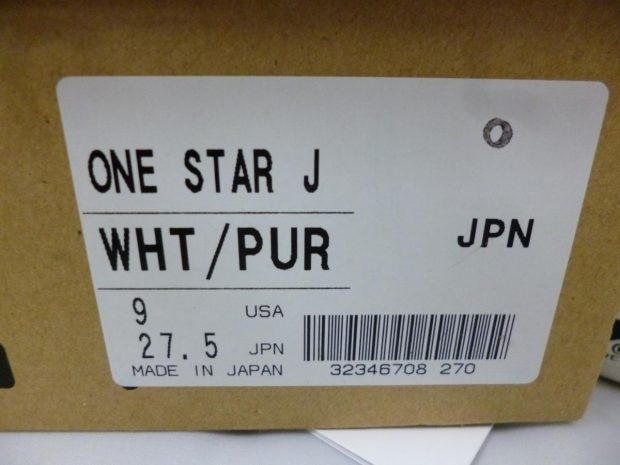 ONE STAR J
WHT/PUR
JPN
9 USA
27.5 JPN
MADE IN JAPAN
32346708 270